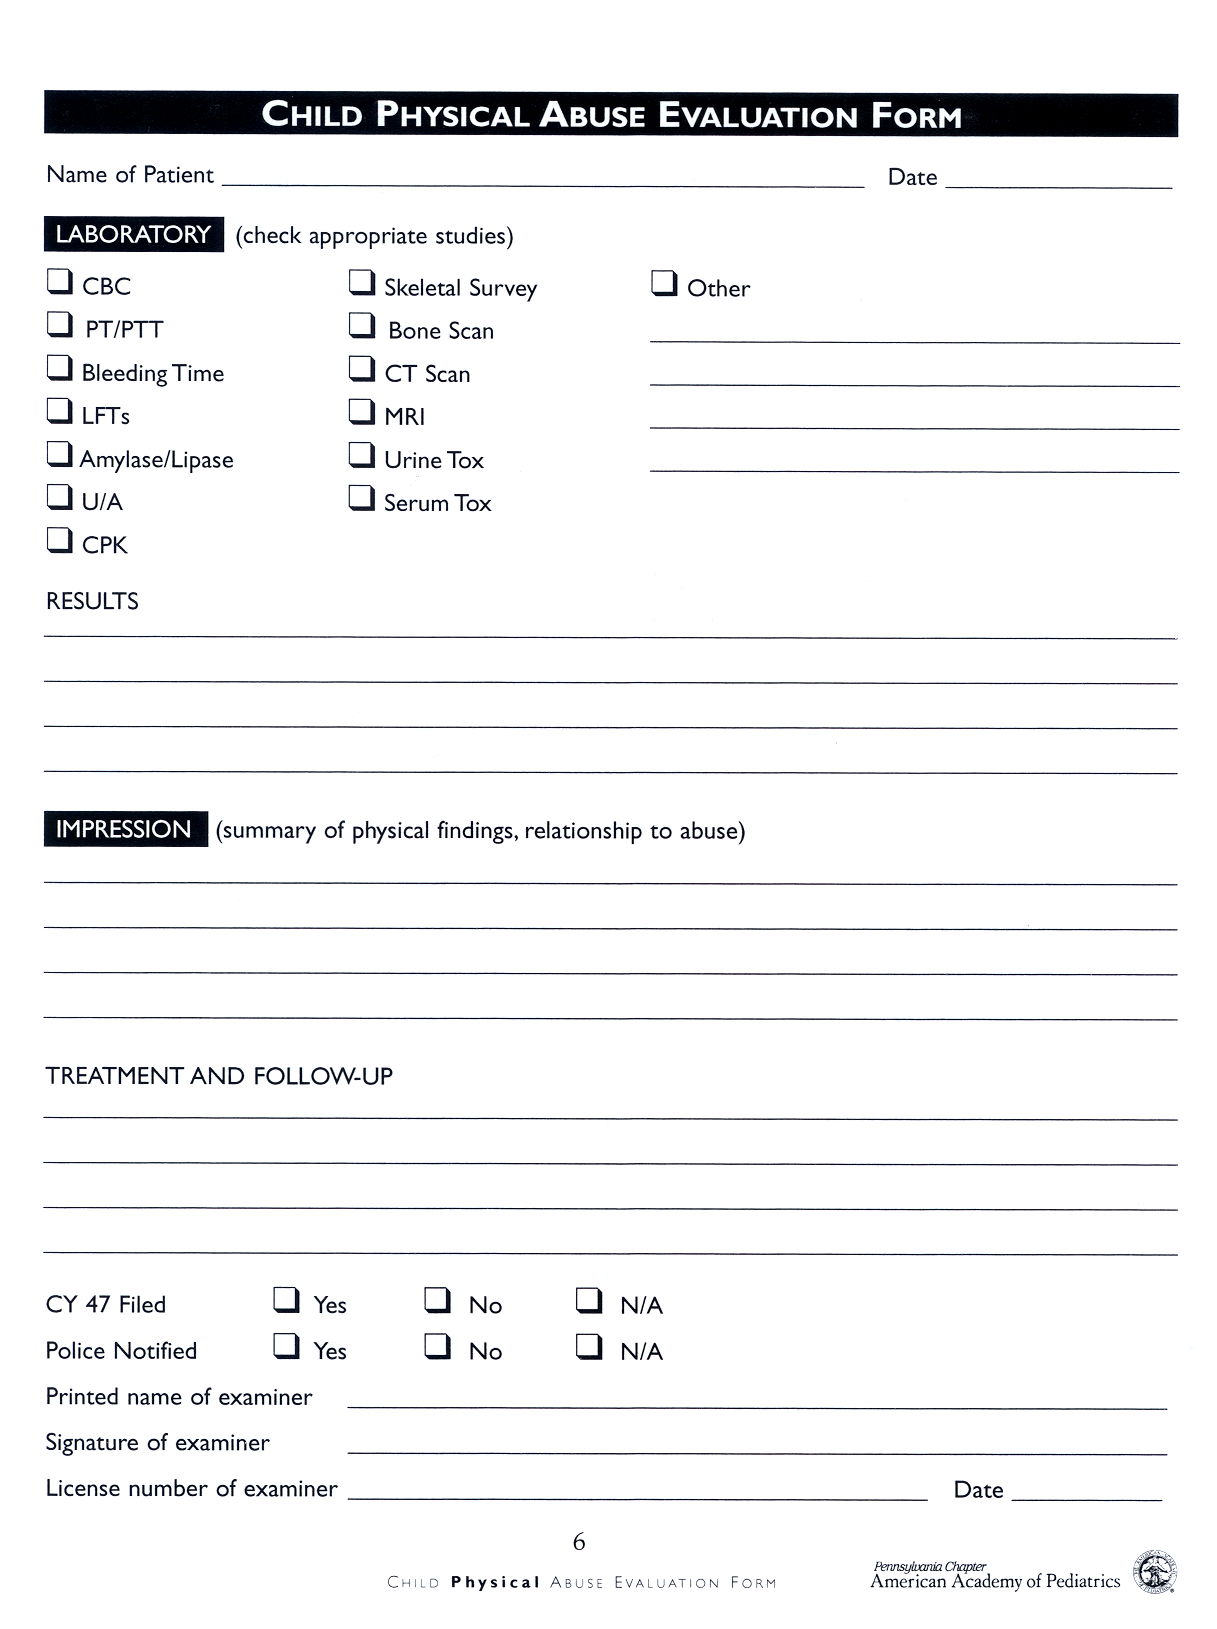 CHILD PHYSICAL ABUSE EVALUATION FORM
Name of Patient Date
LABORATORY (check appropriate studies)
CBC Skeletal Survey Other
PT/PTT Bone Scan
Bleeding Time CT Scan
LFTs MRI
Amylase/Lipase Urine Tox
U/A Serum Tox
CPK
RESULTS
IMPRESSION (summary of physical findings, relationship to abuse)
TREATMENT AND FOLLOW-UP
CY 47 Filed Yes No N/A
Police Notified Yes No N/A
Printed name of examiner
Signature of examiner
License number of examiner Date
6
CHILD Physical ABUSE EVALUATION FORM
Pennsylvania Chapter
American Academy of Pediatrics